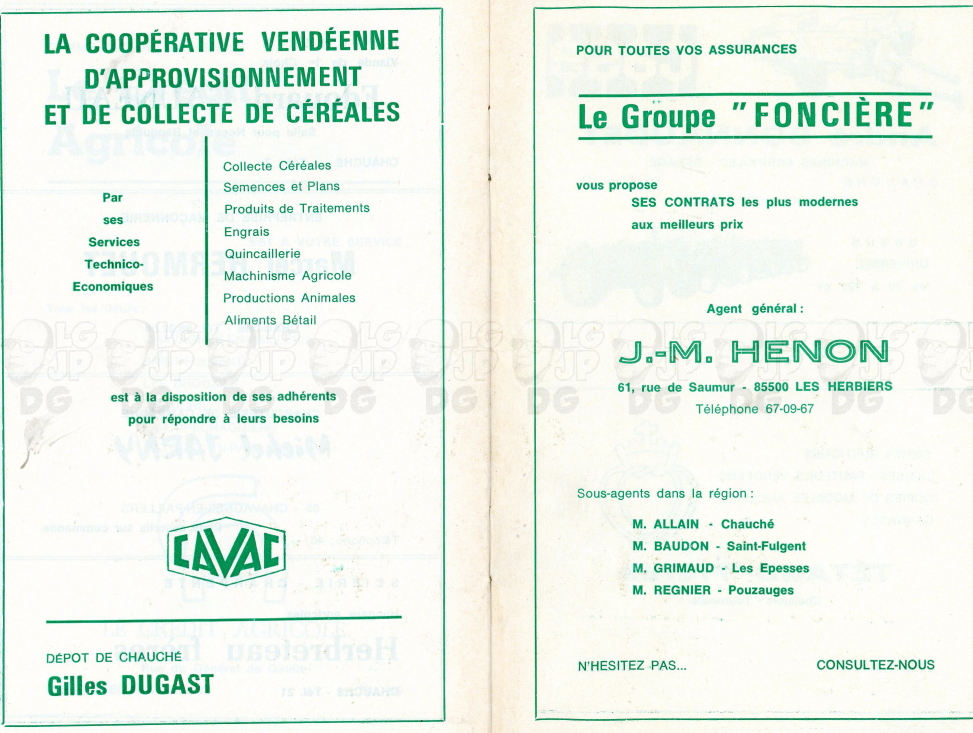 LA COOPÉRATIVE VENDÉENNE
D'APPROVISIONNEMENT
ET DE COLLECTE DE CÉRÉALES
Par
ses
Services
Technico-
Economiques
Collecte Céréales
Semences et Plans
Produits de Traitements
Engrais
Quincaillerie
Machinisme Agricole
Productions Animales
Aliments Bétail
est à la disposition de ses adhérents
pour répondre à leurs besoins
CAVAC
DÉPOT DE CHAUCHÉ
Gilles DUGAST
POUR TOUTES VOS ASSURANCES
Le Groupe "FONCIÈRE"
vous propose
SES CONTRATS les plus modernes
aux meilleurs prix
Agent général :
J.-M. HENON
61, rue de Saumur - 85500 LES HERBIERS
Téléphone 67-09-67
Sous-agents dans la région :
M. ALLAIN - Chauché
M. BAUDON - Saint-Fulgent
M. GRIMAUD - Les Epesses
M. REGNIER - Pouzauges
N'HESITEZ PAS... CONSULTEZ-NOUS